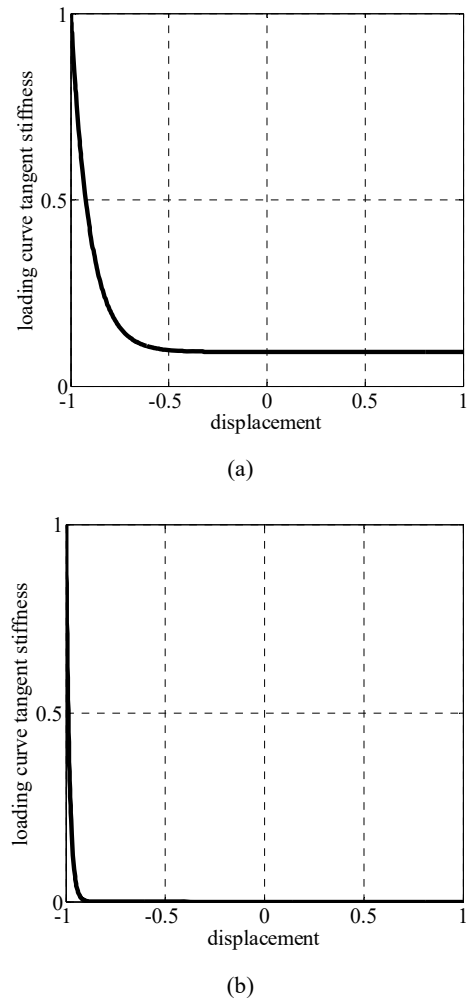 1
loading curve tangent stiffness
0.5
0
-1 -0.5 0 0.5 1
displacement
(a)
1
loading curve tangent stiffness
0.5
0
-1 -0.5 0 0.5 1
displacement
(b)